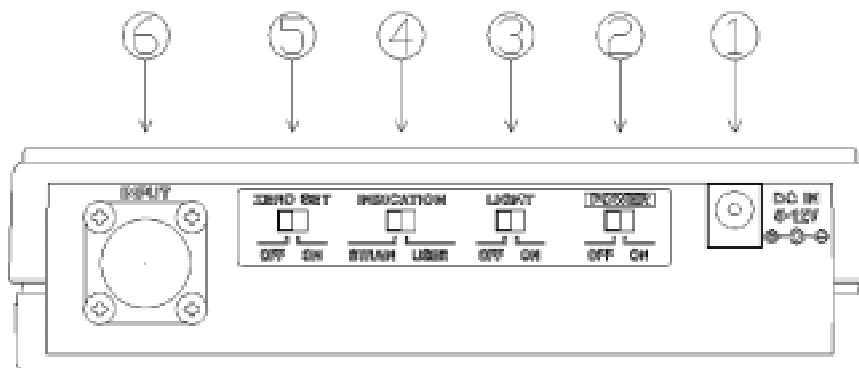 6 5 4 3 2 1
INPUT
ZERO SET INDICATION LIGHT POWER
OFF ON STRAIN USER OFF ON OFF ON
DC IN
6-12V